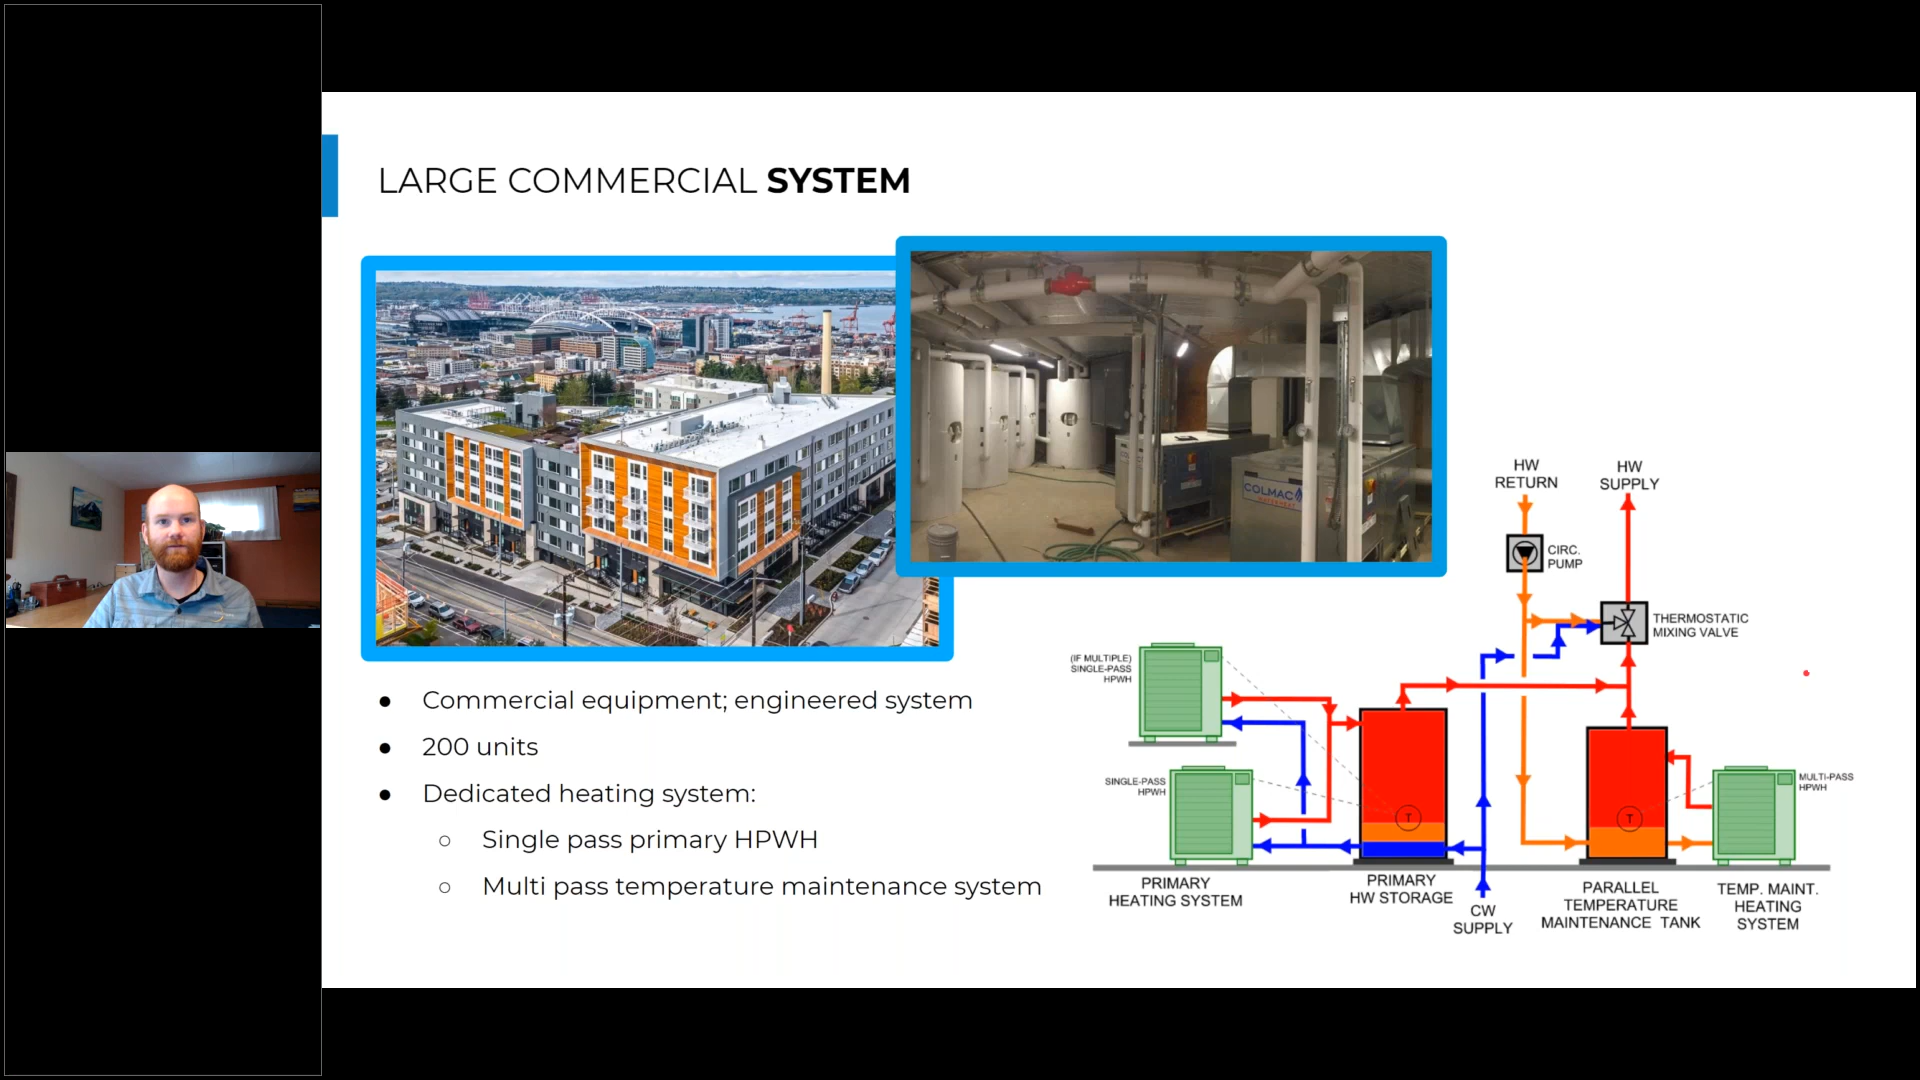 LARGE COMMERCIAL SYSTEM
COLMAC
● Commercial equipment; engineered system
● 200 units
● Dedicated heating system:
○ Single pass primary HPWH
○ Multi pass temperature maintenance system
HW
RETURN
HW
SUPPLY
CIRC.
PUMP
THERMOSTATIC
MIXING VALVE
(IF MULTIPLE)
SINGLE-PASS
HPWH
SINGLE-PASS
HPWH
T
T
MULTI-PASS
HPWH
PRIMARY
HEATING SYSTEM
PRIMARY
HW STORAGE
CW
SUPPLY
PARALLEL
TEMPERATURE
MAINTENANCE TANK
TEMP. MAINT.
HEATING
SYSTEM